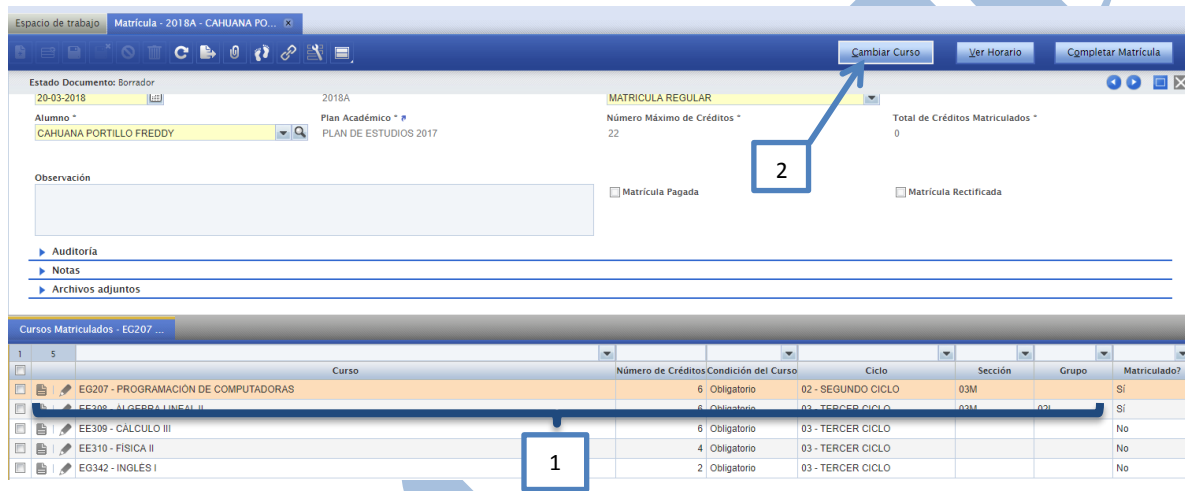 Espacio de trabajo Matrícula - 2018A - CAHUANA PO...
Cambiar Curso Ver Horario Completar Matrícula
Estado Documento: Borrador
20-03-2018 2018A MATRICULA REGULAR
Alumno * Plan Académico * Número Máximo de Créditos * Total de Créditos Matriculados *
CAHUANA PORTILLO FREDDY PLAN DE ESTUDIOS 2017 22 0
2
Observación
Matrícula Pagada Matrícula Rectificada
Auditoría
Notas
Archivos adjuntos
Cursos Matriculados - EG207 ...
1 5
Curso Número de Créditos Condición del Curso Ciclo Sección Grupo Matriculado?
EG207 - PROGRAMACIÓN DE COMPUTADORAS 6 Obligatorio 02 - SEGUNDO CICLO 03M Sí
EE308 - ÁLGEBRA LINEAL II 6 Obligatorio 03 - TERCER CICLO 03M Sí
EE309 - CÁLCULO III 6 Obligatorio 03 - TERCER CICLO No
EE310 - FÍSICA II 4 Obligatorio 03 - TERCER CICLO No
EG342 - INGLÉS I 2 Obligatorio 03 - TERCER CICLO No
1